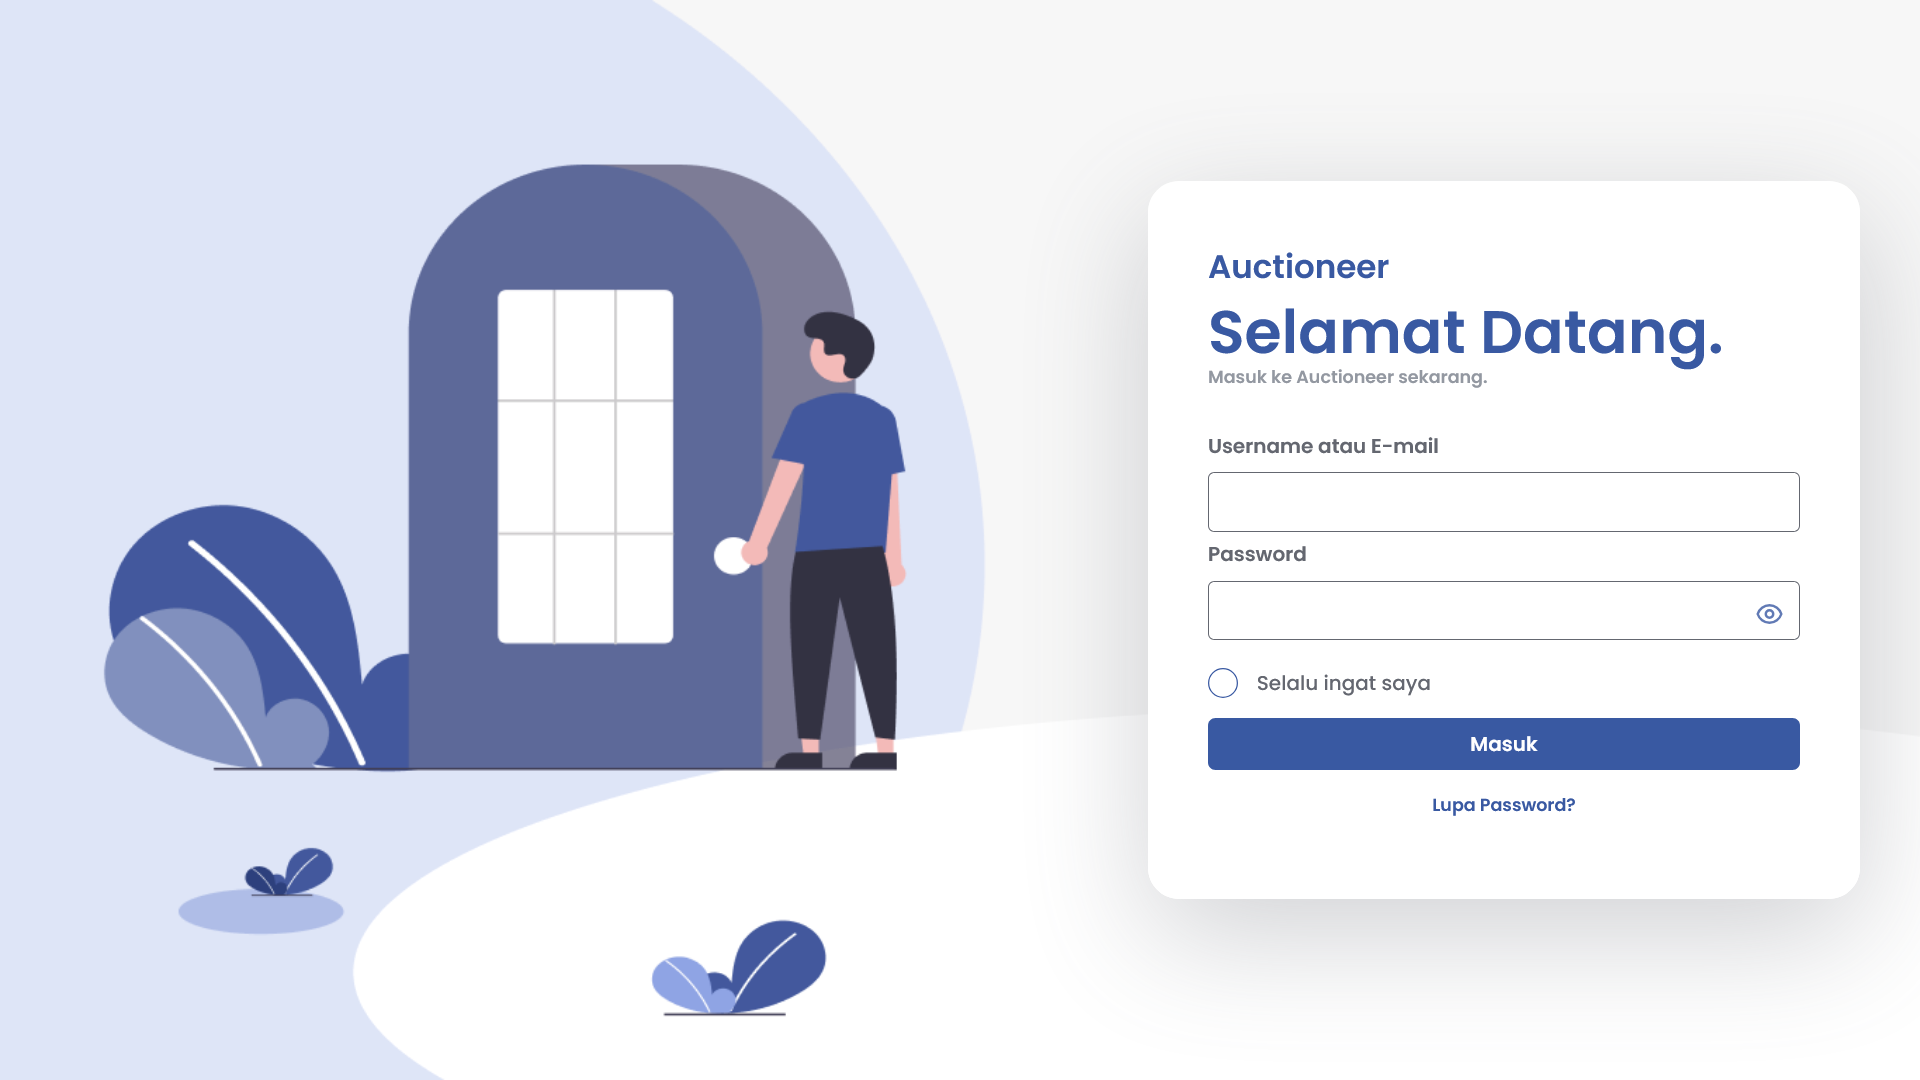 Auctioneer
Selamat Datang.
Masuk ke Auctioneer sekarang.
Username atau E-mail
Password
Selalu ingat saya
Masuk
Lupa Password?